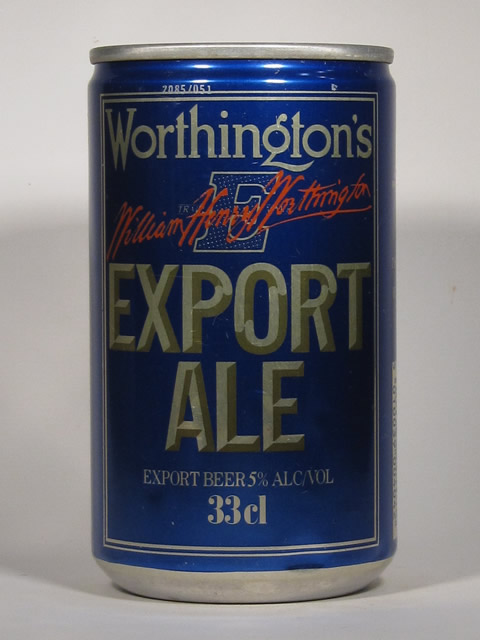 7085/051
Worthington's
E
William Henry Worthington
EXPORT
ALE
EXPORT BEER 5% ALC/VOL
33cl